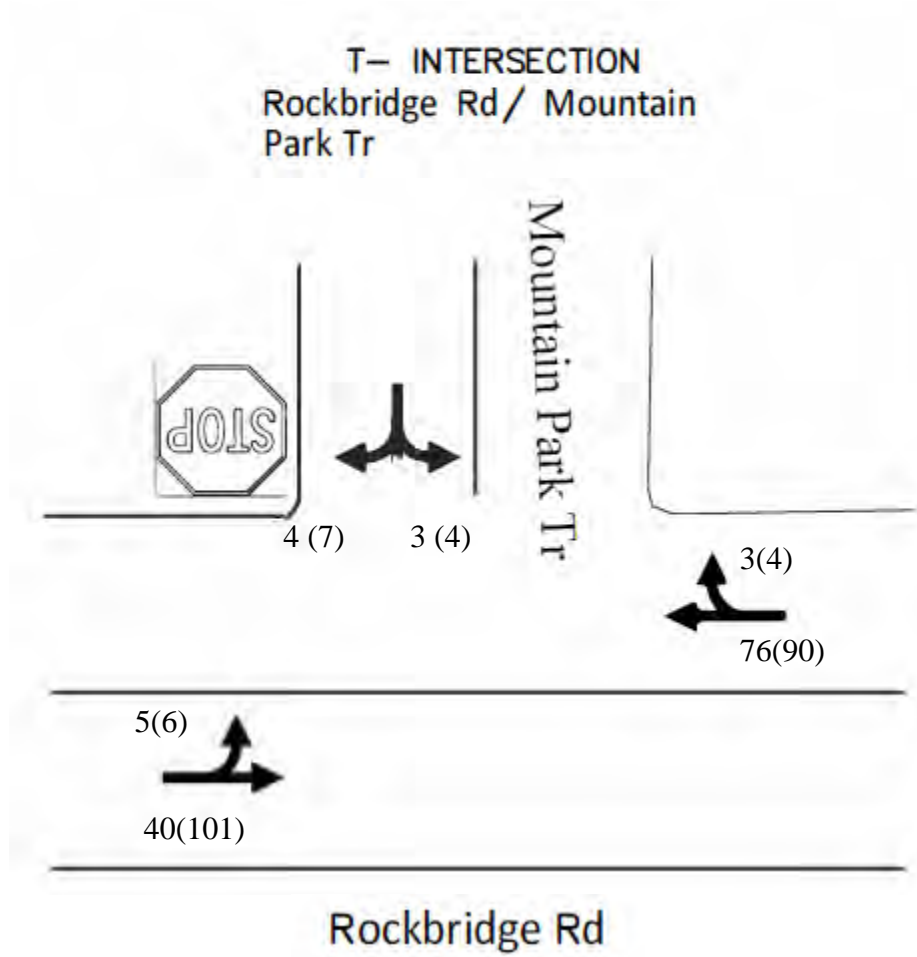 T– INTERSECTION
Rockbridge Rd/ Mountain
Park Tr
Mountain Park Tr
STOP
4 (7)
3 (4)
3(4)
76(90)
5(6)
40(101)
Rockbridge Rd